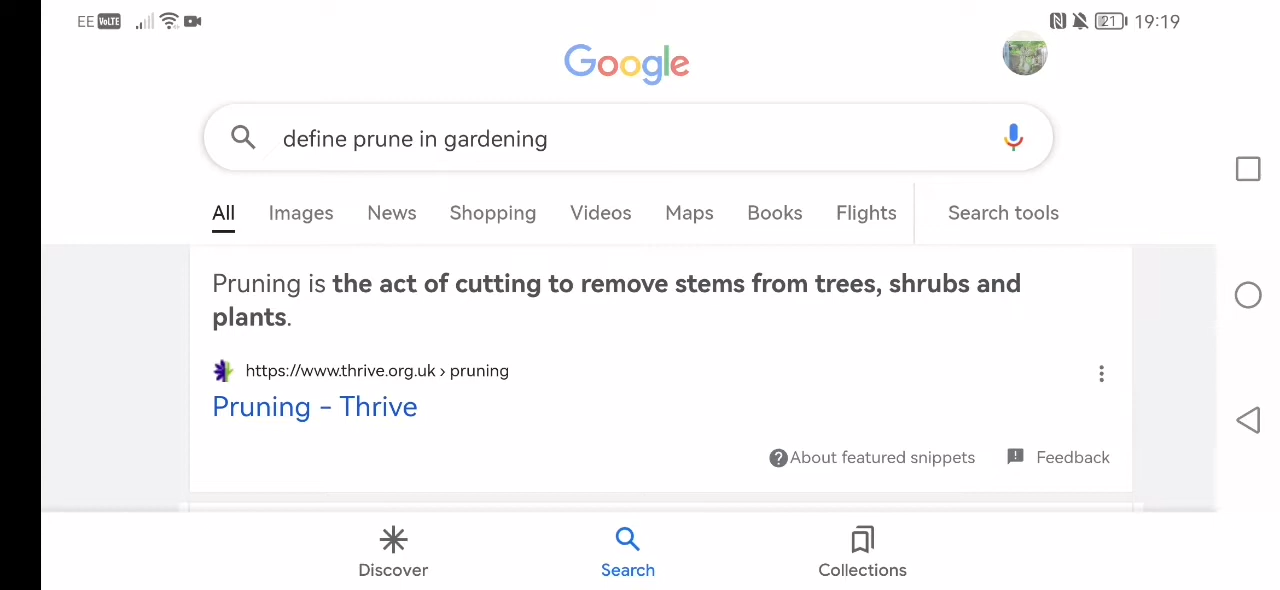 EE VoLTE 21 19:19
Google
define prune in gardening
All Images News Shopping Videos Maps Books Flights Search tools
Pruning is the act of cutting to remove stems from trees, shrubs and
plants.
https://www.thrive.org.uk › pruning
Pruning - Thrive
About featured snippets Feedback
Discover Search Collections